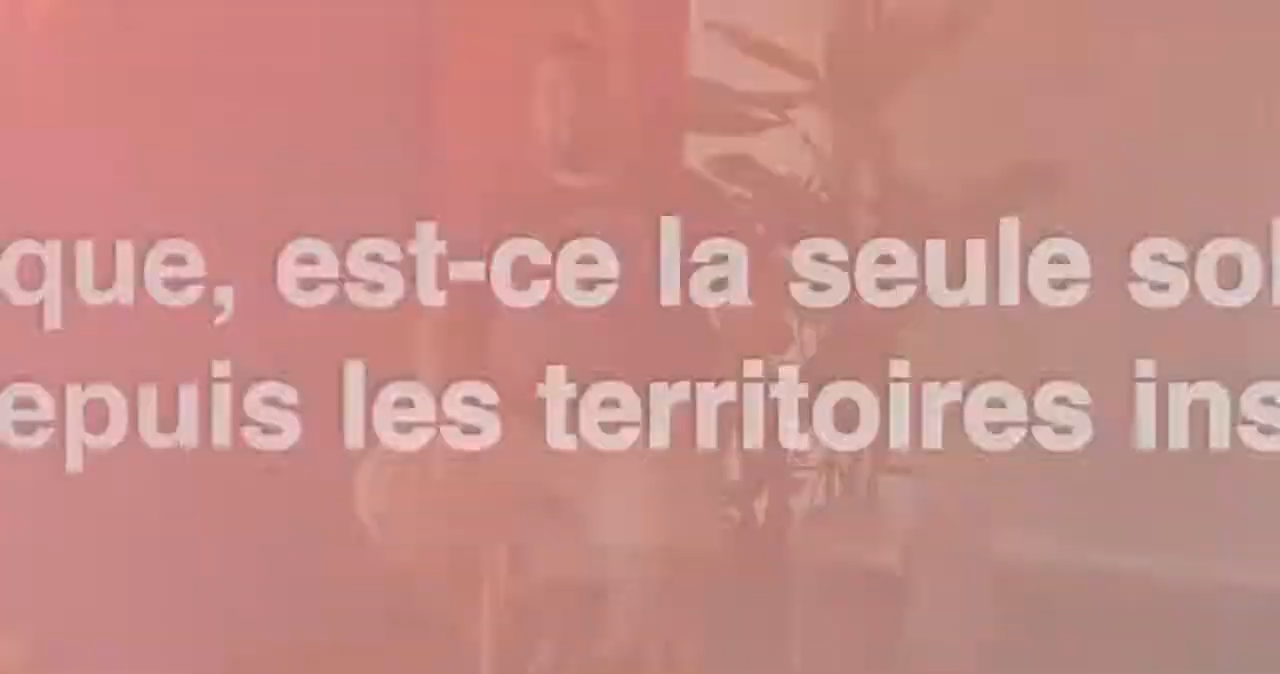 que, est-ce la seule sol
epuis les territoires ins